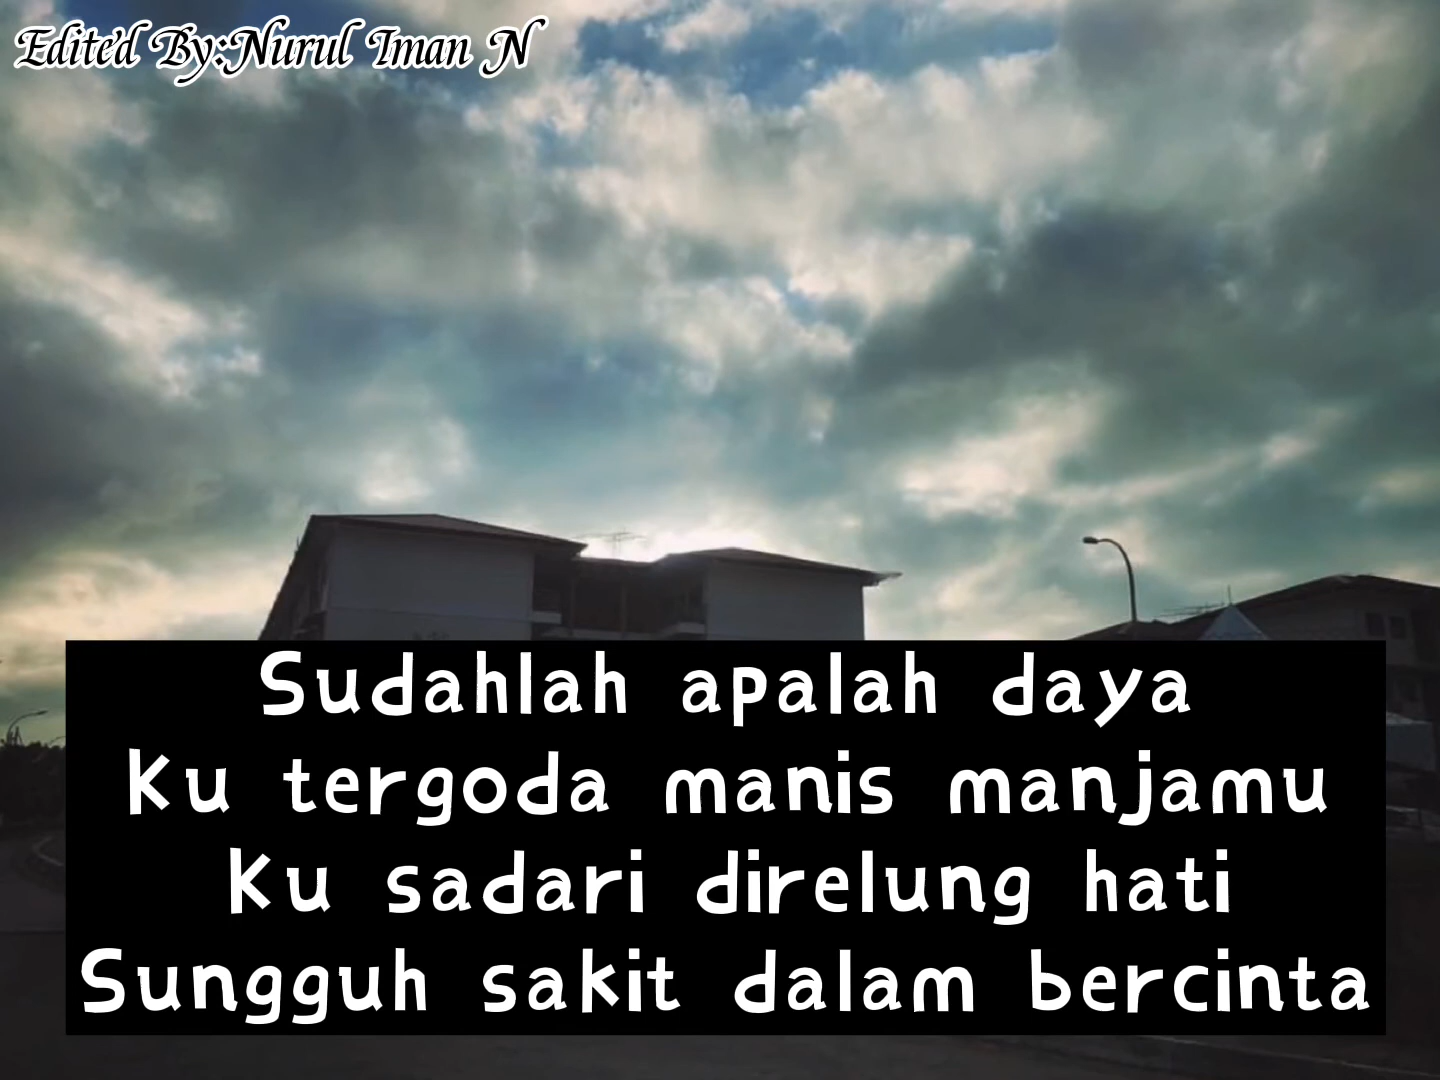 Edited By:Nurul Iman N
Sudahlah apalah daya
Ku tergoda manis manjamu
Ku sadari direlung hati
Sungguh sakit dalam bercinta